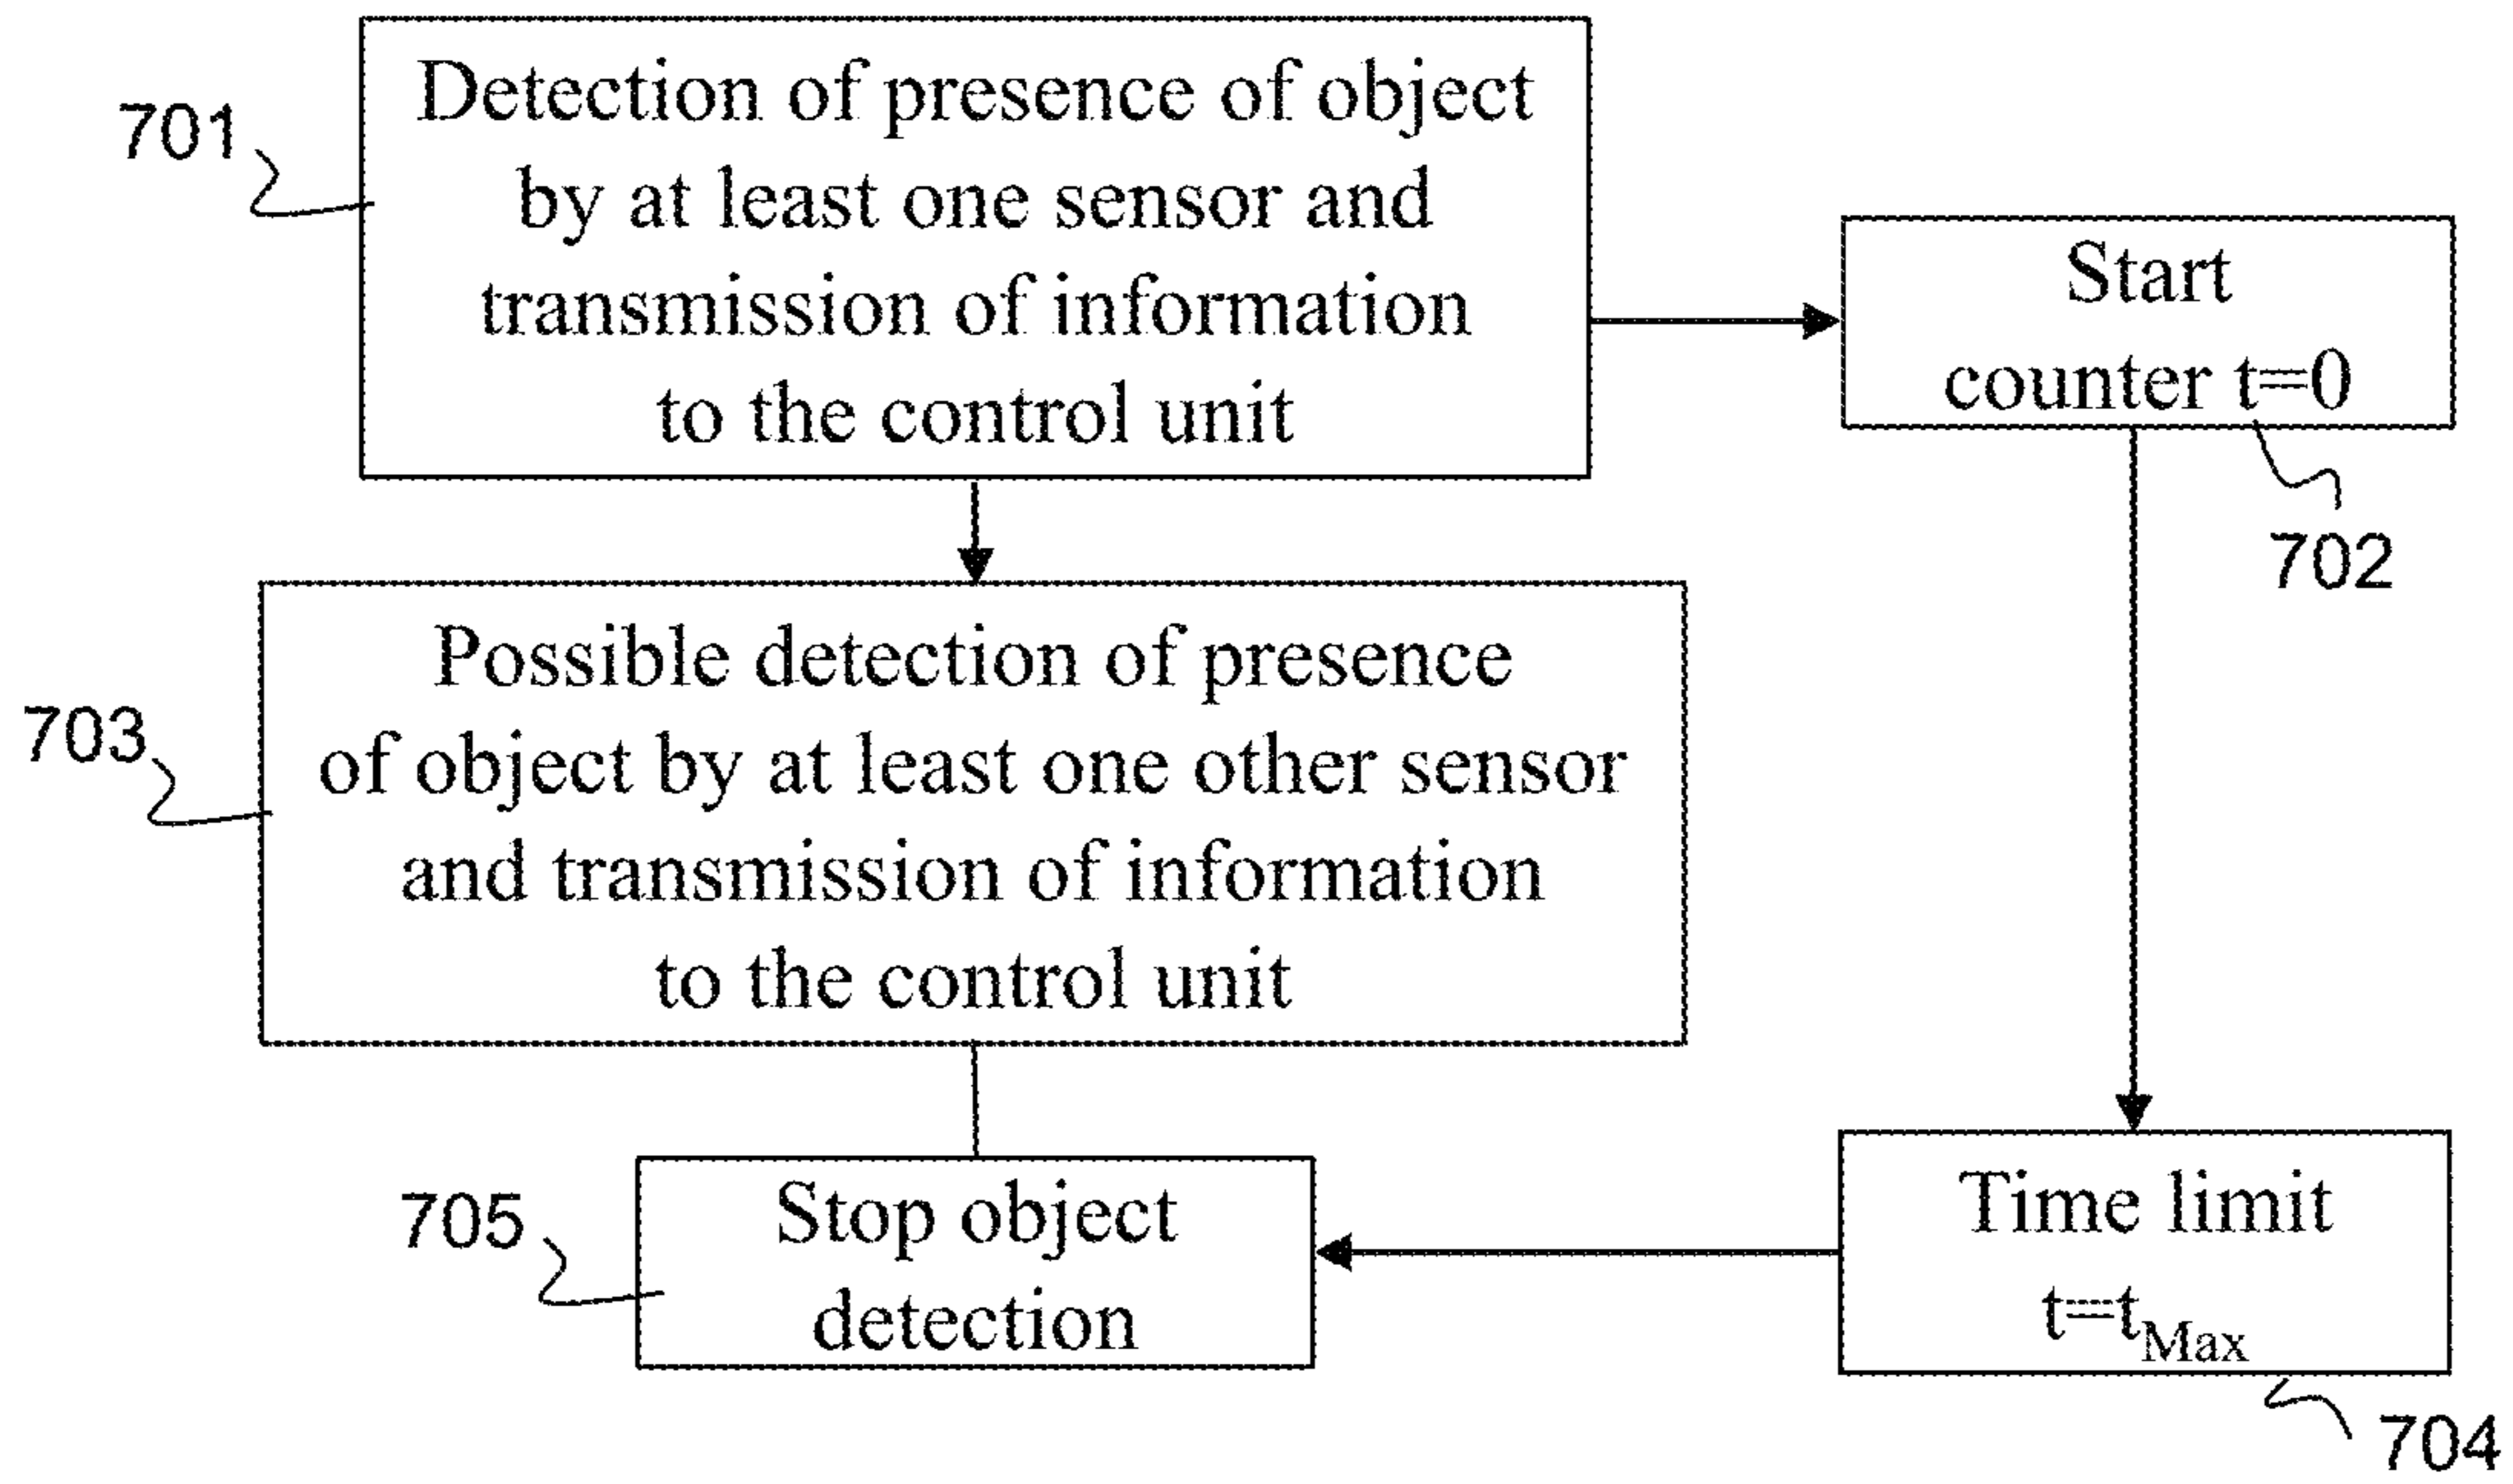 701
Detection of presence of object
by at least one sensor and
transmission of information
to the control unit
Start
counter t=0
702
703
Possible detection of presence
of object by at least one other sensor
and transmission of information
to the control unit
705
Stop object
detection
Time limit
t=tMax
704